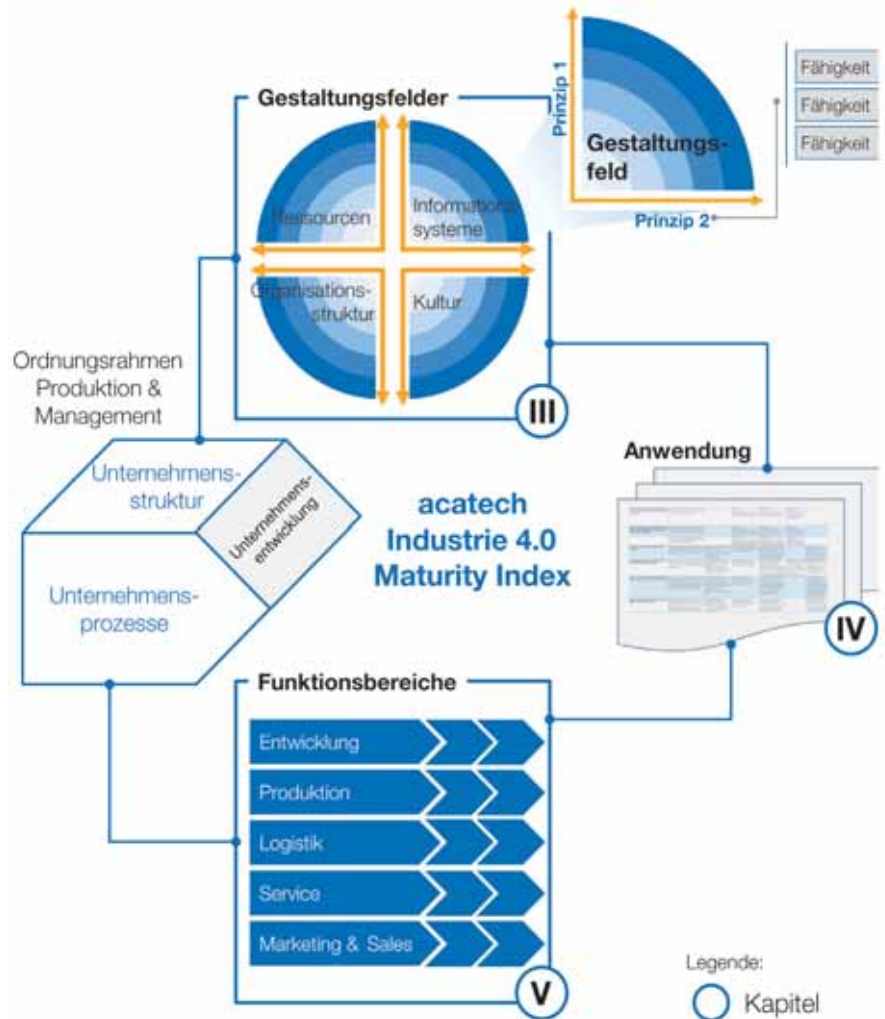 Gestaltungsfelder
Ressourcen
Informations-
systeme
Organisations-
struktur
Kultur
III
Prinzip 1
Gestaltungs-
feld
Prinzip 2
Fähigkeit
Fähigkeit
Fähigkeit
Ordnungsrahmen
Produktion &
Management
Unternehmens-
struktur
Unternehmens-
entwicklung
Unternehmens-
prozesse
acatech
Industrie 4.0
Maturity Index
Anwendung
IV
Funktionsbereiche
Entwicklung
Produktion
Logistik
Service
Marketing & Sales
V
Legende:
Kapitel